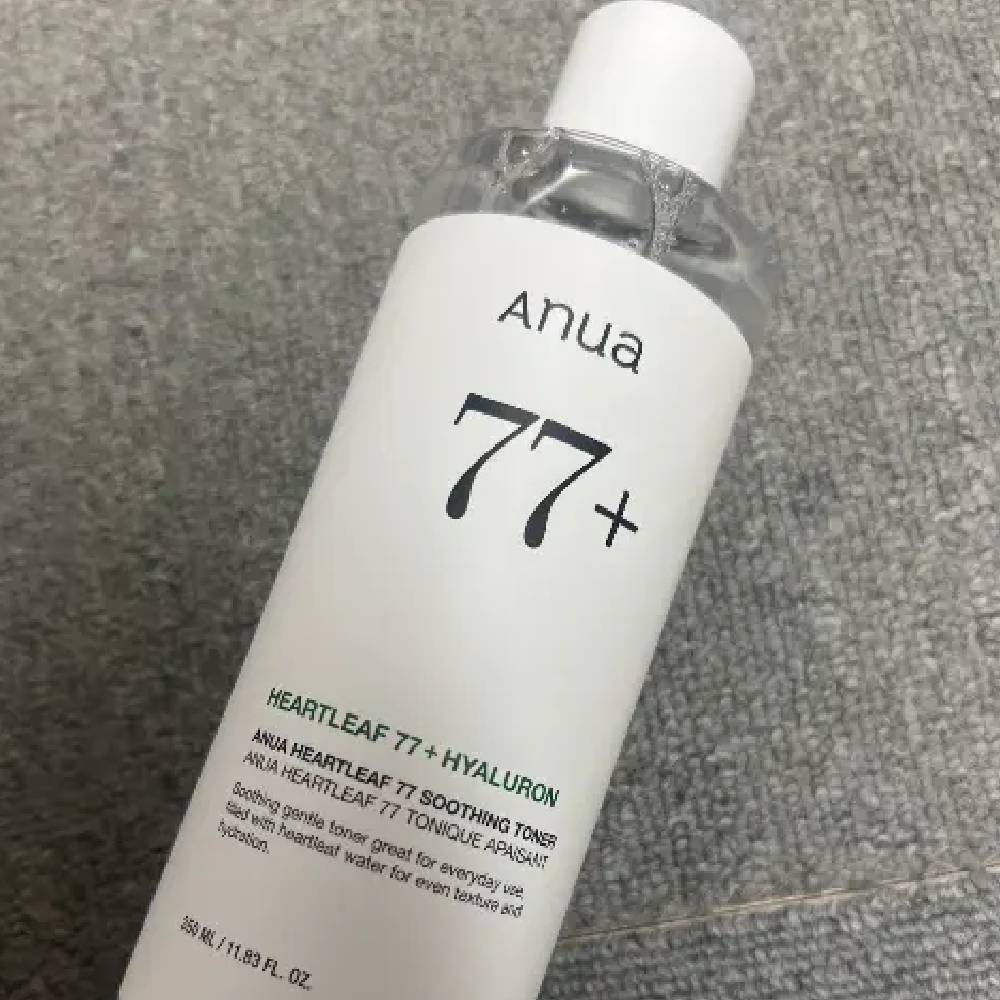 Anua
77+
HEARTLEAF 77 + HYALURON
ANUA HEARTLEAF 77 SOOTHING TONER
ANUA HEARTLEAF 77 TONIQUE APAISANT
Soothing gentle toner great for everyday use,
filled with heartleaf water for even texture and
hydration.
350 ML / 11.83 FL. OZ.